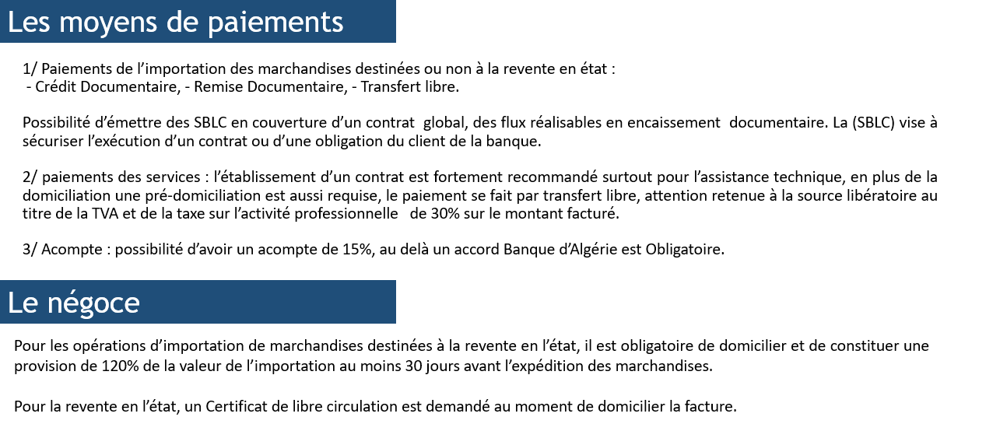 Les moyens de paiements
1/ Paiements de l’importation des marchandises destinées ou non à la revente en état :
- Crédit Documentaire, - Remise Documentaire, - Transfert libre.
Possibilité d’émettre des SBLC en couverture d’un contrat  global, des flux réalisables en encaissement  documentaire. La (SBLC) vise à
sécuriser l’exécution d’un contrat ou d’une obligation du client de la banque.
2/ paiements des services : l’établissement d’un contrat est fortement recommandé surtout pour l’assistance technique, en plus de la
domiciliation une pré-domiciliation est aussi requise, le paiement se fait par transfert libre, attention retenue à la source libératoire au
titre de la TVA et de la taxe sur l’activité professionnelle   de 30% sur le montant facturé.
3/ Acompte : possibilité d’avoir un acompte de 15%, au delà un accord Banque d’Algérie est Obligatoire.
Le négoce
Pour les opérations d’importation de marchandises destinées à la revente en l’état, il est obligatoire de domicilier et de constituer une
provision de 120% de la valeur de l’importation au moins 30 jours avant l’expédition des marchandises.
Pour la revente en l’état, un Certificat de libre circulation est demandé au moment de domicilier la facture.